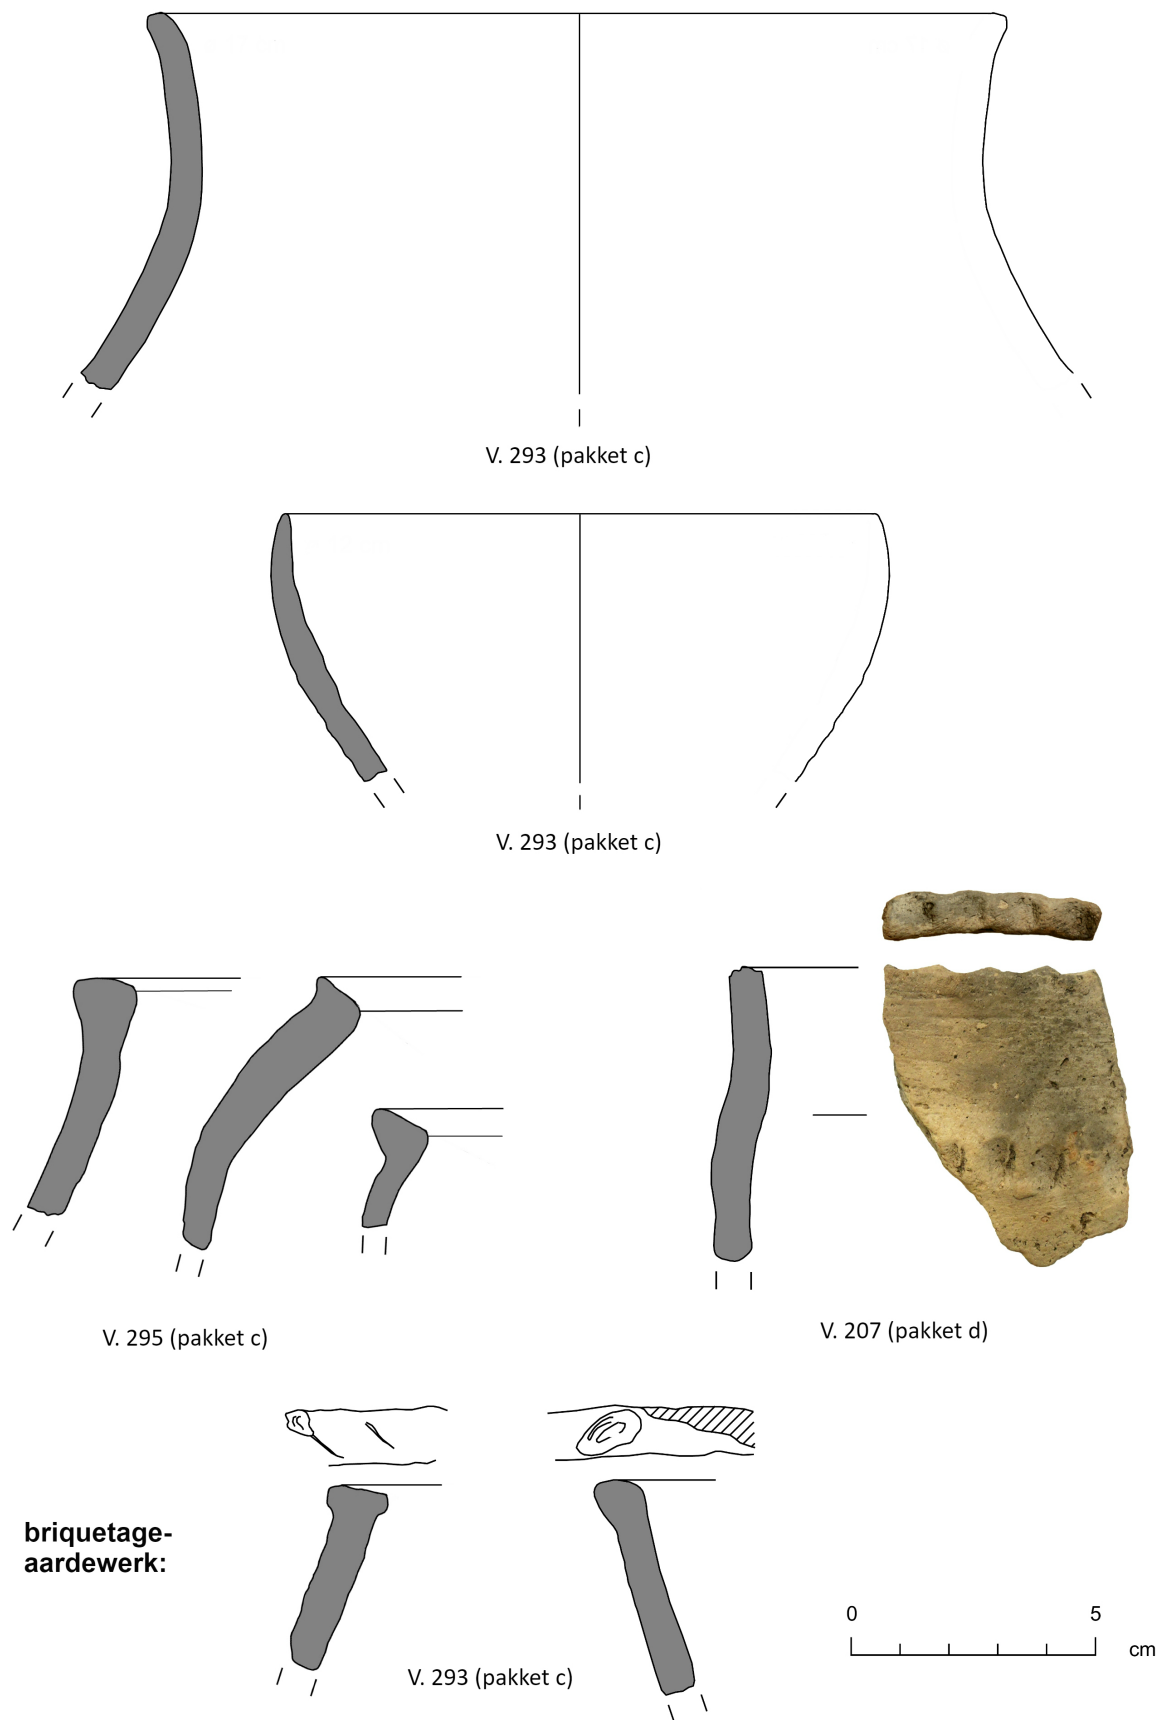 V. 293 (pakket c)
V. 293 (pakket c)
V. 295 (pakket c)
V. 207 (pakket d)
briquetage-
aardewerk:
V. 293 (pakket c)
0 5
cm